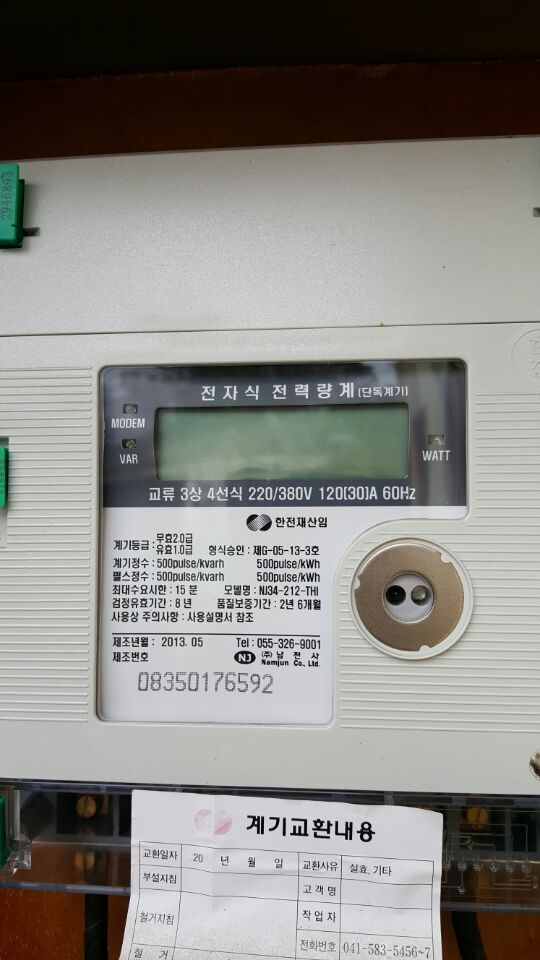 2946893
전자식 전력량계 (단독계기)
MODEM
VAR
WATT
교류 3상 4선식 220/380V 120(30)A 60Hz
한전재산임
계기등급 : 무효2.0급
유효1.0급 형식승인 : 제G-05-13-3호
계기정수 : 500pulse/kvarh 500pulse/kWh
펄스정수 : 500pulse/kvarh 500pulse/kWh
최대수요시한 : 15 분 모델명 : NJ34-212-THI
검정유효기간 : 8 년 품질보증기간 : 2년 6개월
사용상 주의사항 : 사용설명서 참조
제조년월 : 2013. 05 Tel : 055-326-9001
제조번호 NJ (주) 남전사
Namjun Co., Ltd.
08350176592
계기교환내용
교환일자 20 년 월 일 교환사유 실효, 기타
부설지침 고객명
철거지침 작업자
전화번호 041-583-5456~7
철 거